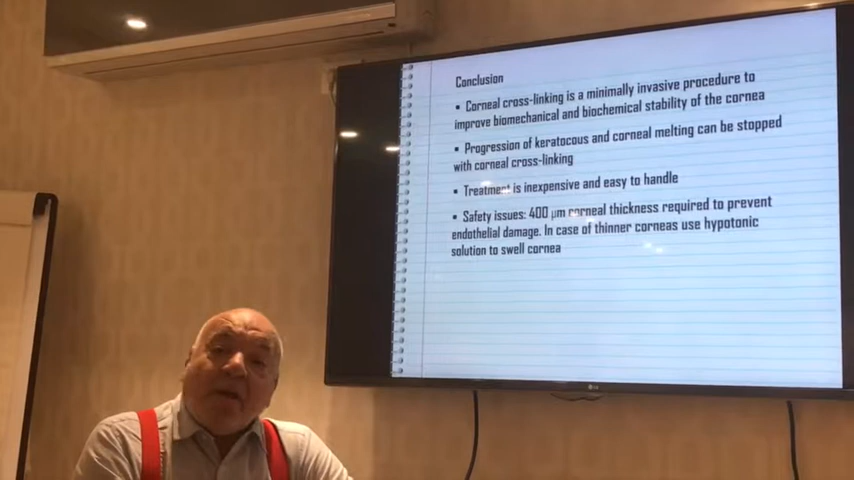 Conclusion
▪ Corneal cross-linking is a minimally invasive procedure to
improve biomechanical and biochemical stability of the cornea
▪ Progression of keratocous and corneal melting can be stopped
with corneal cross-linking
▪ Treatment is inexpensive and easy to handle
▪ Safety issues: 400 µm corneal thickness required to prevent
endothelial damage. In case of thinner corneas use hypotonic
solution to swell cornea
LG